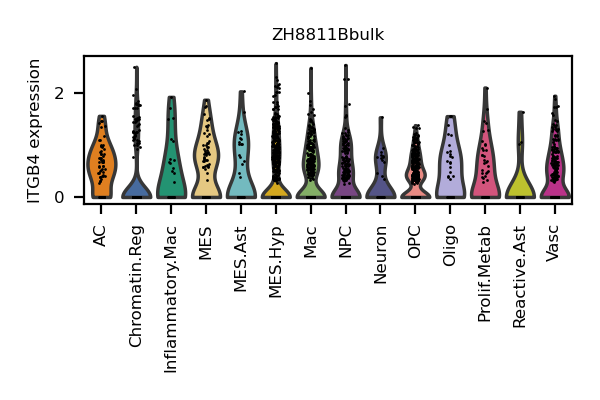 ZH8811Bbulk
ITGB4 expression
2
0
AC
Chromatin.Reg
Inflammatory.Mac
MES
MES.Ast
MES.Hyp
Mac
NPC
Neuron
OPC
Oligo
Prolif.Metab
Reactive.Ast
Vasc